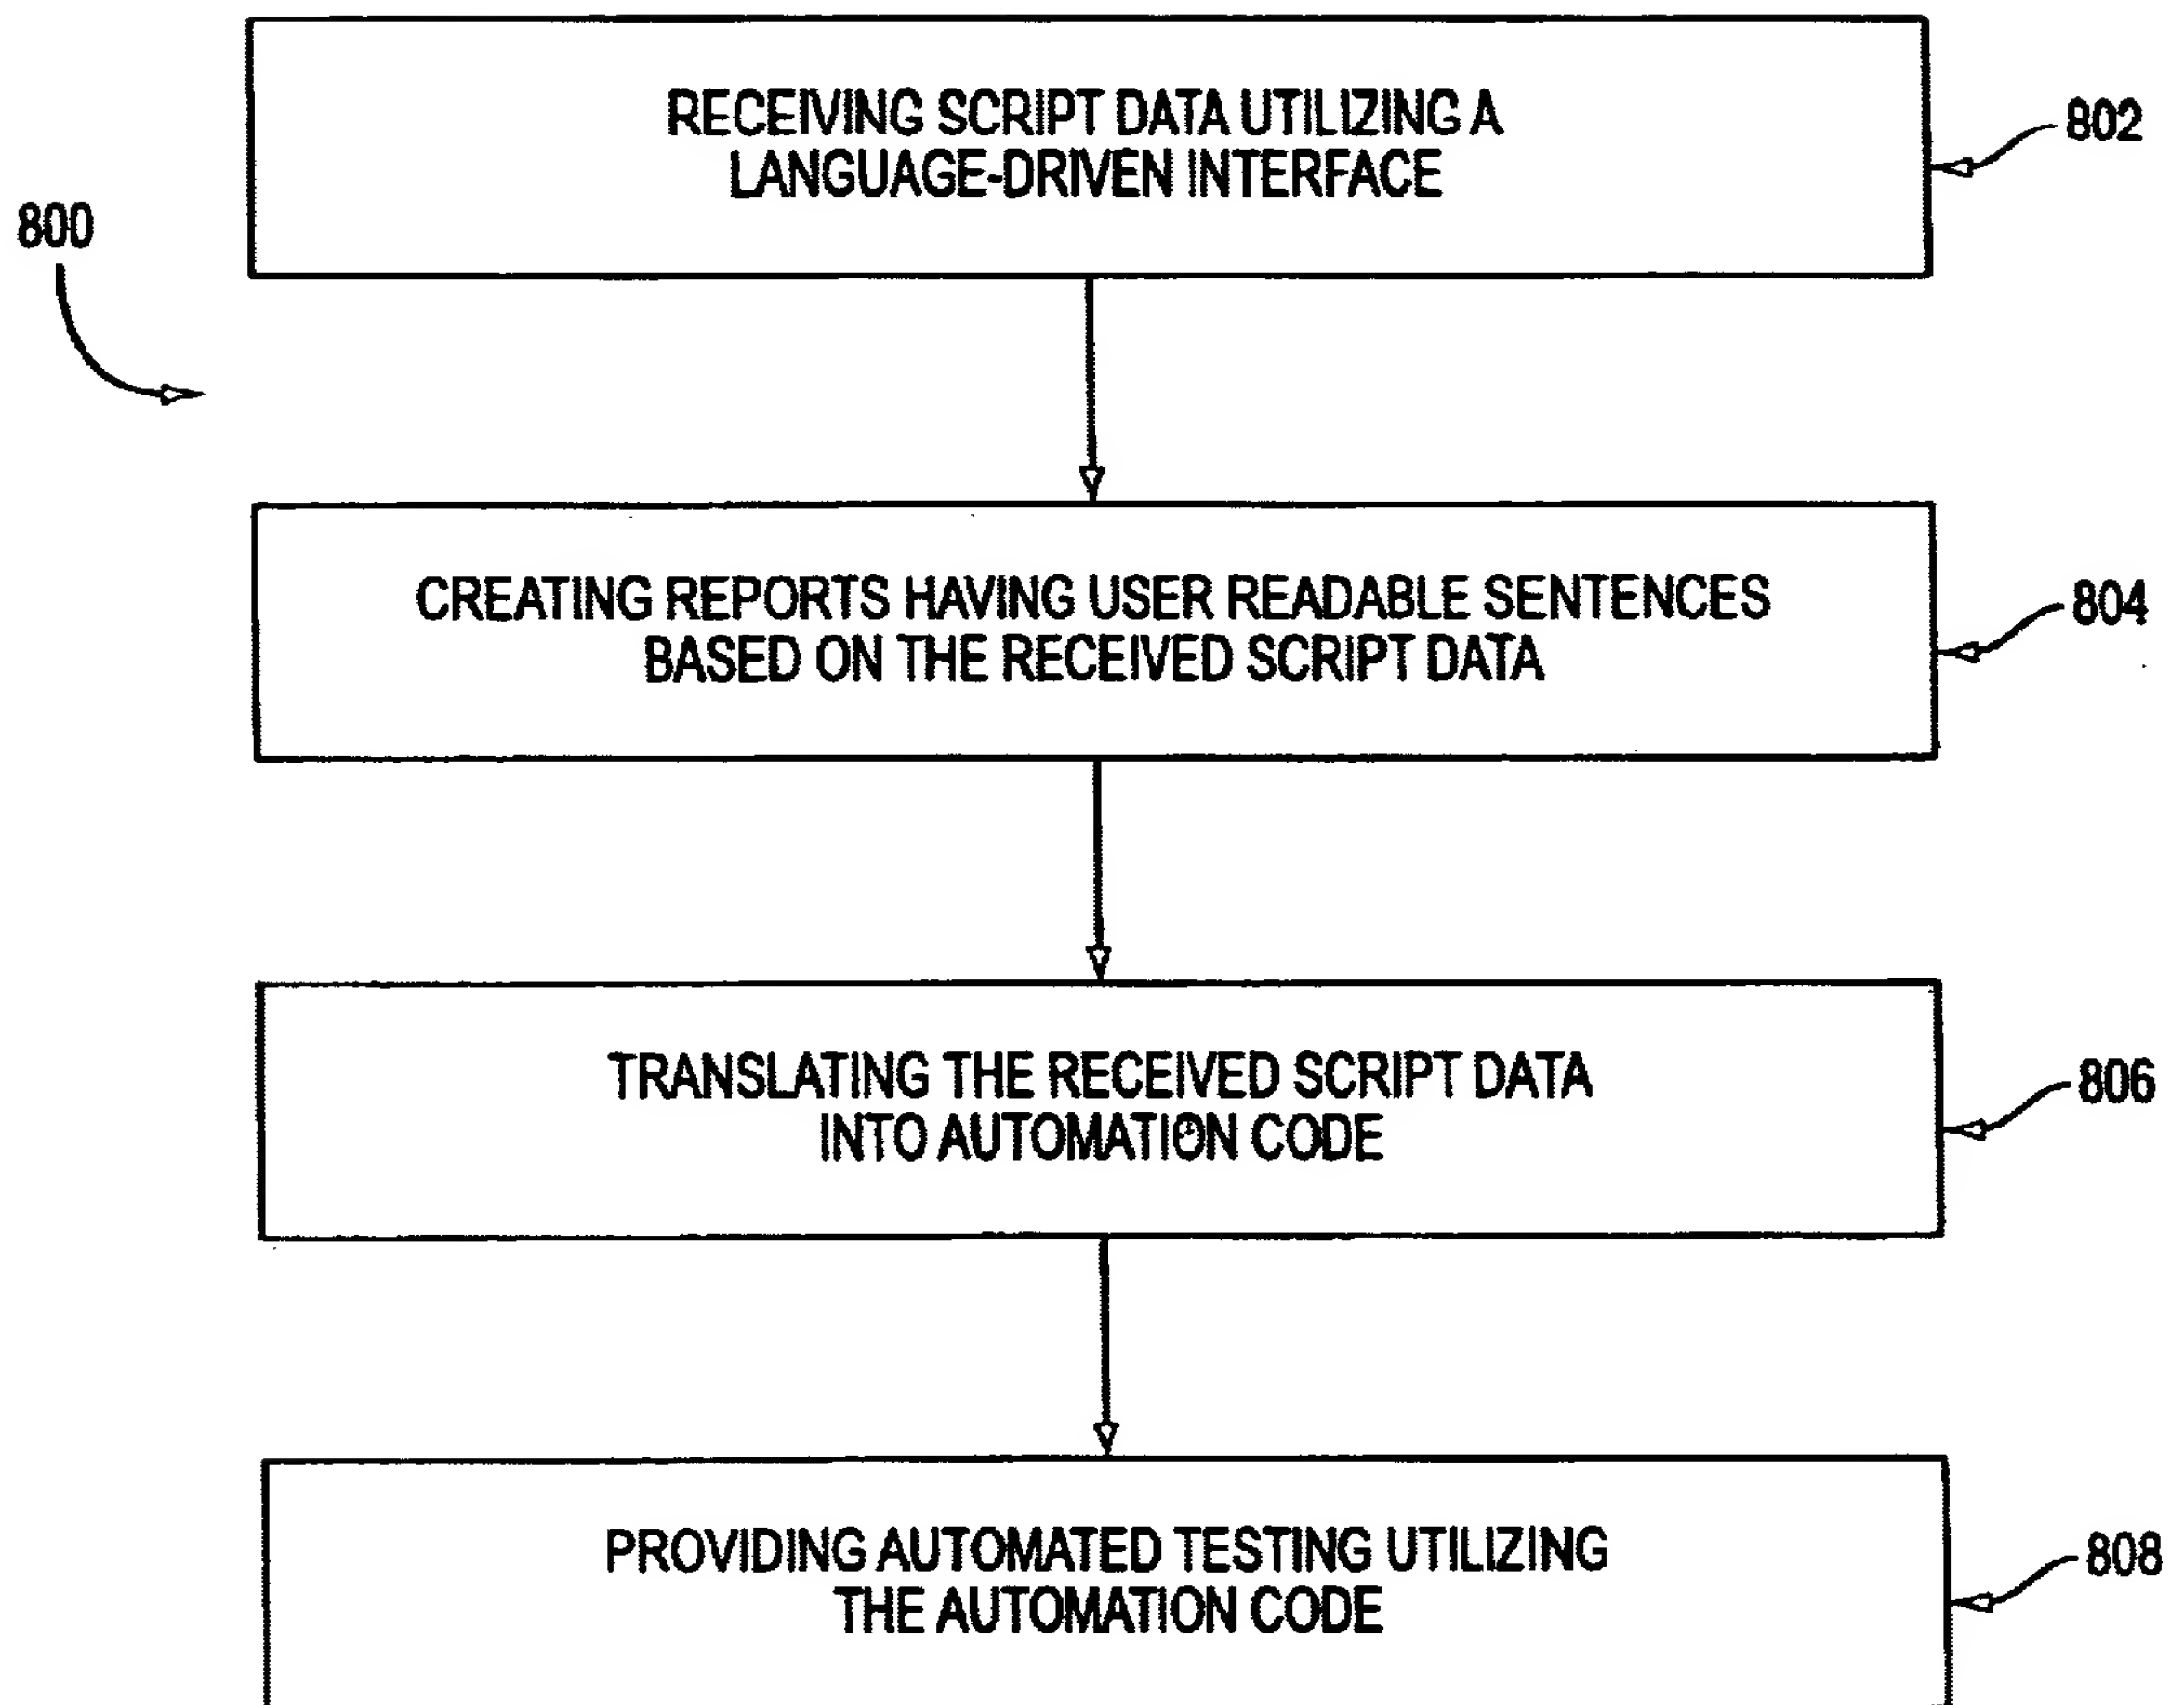 RECEIVING SCRIPT DATA UTILIZING A
LANGUAGE-DRIVEN INTERFACE
802
800
CREATING REPORTS HAVING USER READABLE SENTENCES
BASED ON THE RECEIVED SCRIPT DATA
804
TRANSLATING THE RECEIVED SCRIPT DATA
INTO AUTOMATION CODE
806
PROVIDING AUTOMATED TESTING UTILIZING
THE AUTOMATION CODE
808